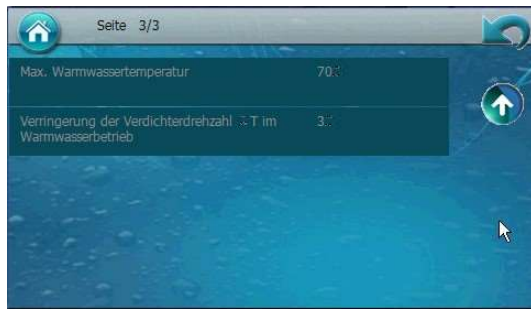 Seite 3/3
Max. Warmwassertemperatur 70
Verringerung der Verdichterdrehzahl T im 3
Warmwasserbetrieb